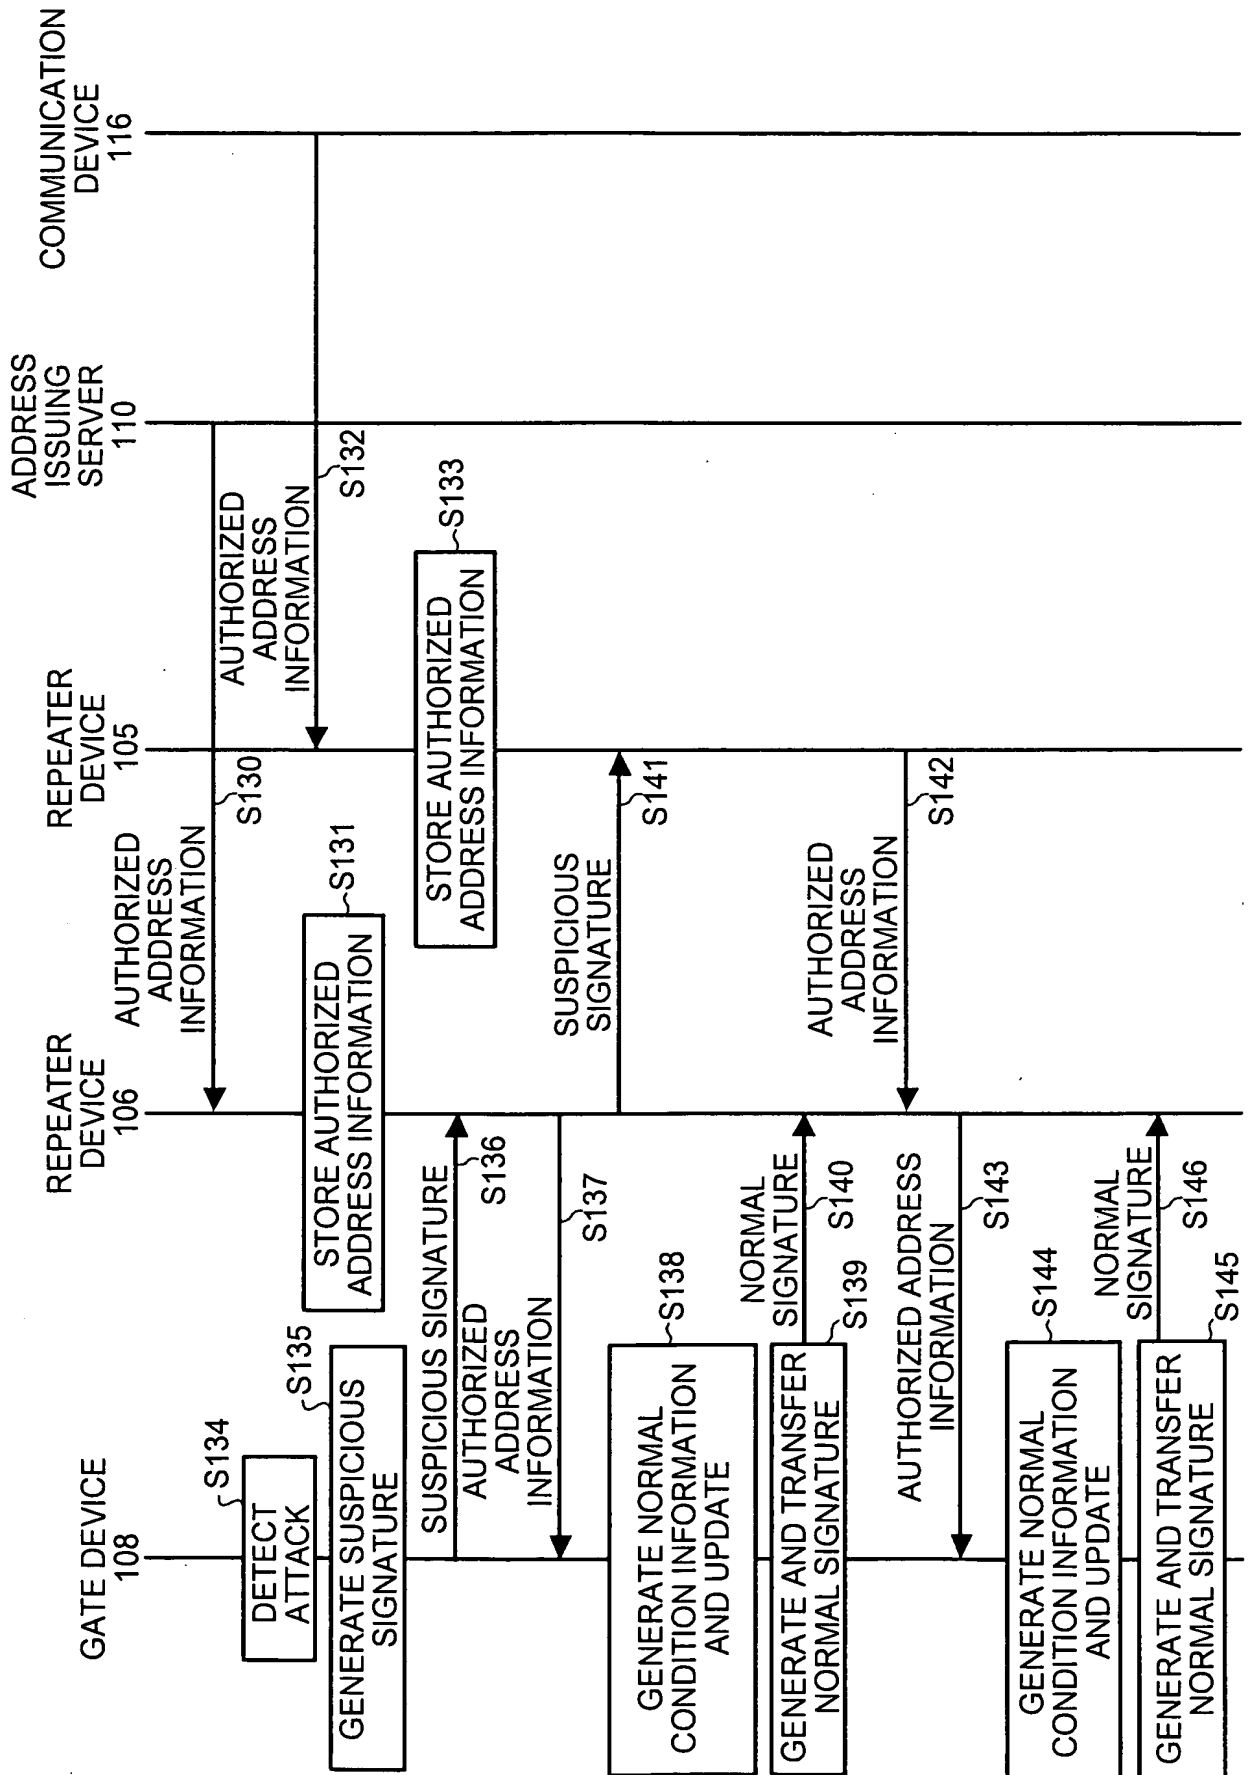 GATE DEVICE
108
REPEATER
DEVICE
106
REPEATER
DEVICE
105
ADDRESS
ISSUING
SERVER
110
COMMUNICATION
DEVICE
116
AUTHORIZED
ADDRESS
INFORMATION
S130
AUTHORIZED
ADDRESS
INFORMATION
S132
S134
DETECT
ATTACK
S131
STORE AUTHORIZED
ADDRESS INFORMATION
S133
STORE AUTHORIZED
ADDRESS INFORMATION
S135
GENERATE SUSPICIOUS
SIGNATURE
SUSPICIOUS SIGNATURE
S136
AUTHORIZED
ADDRESS
INFORMATION
S137
SUSPICIOUS
SIGNATURE
S141
S138
GENERATE NORMAL
CONDITION INFORMATION
AND UPDATE
NORMAL
SIGNATURE
S140
S139
GENERATE AND TRANSFER
NORMAL SIGNATURE
AUTHORIZED
ADDRESS
INFORMATION
S142
AUTHORIZED ADDRESS
INFORMATION
S143
S144
GENERATE NORMAL
CONDITION INFORMATION
AND UPDATE
NORMAL
SIGNATURE
S146
S145
GENERATE AND TRANSFER
NORMAL SIGNATURE